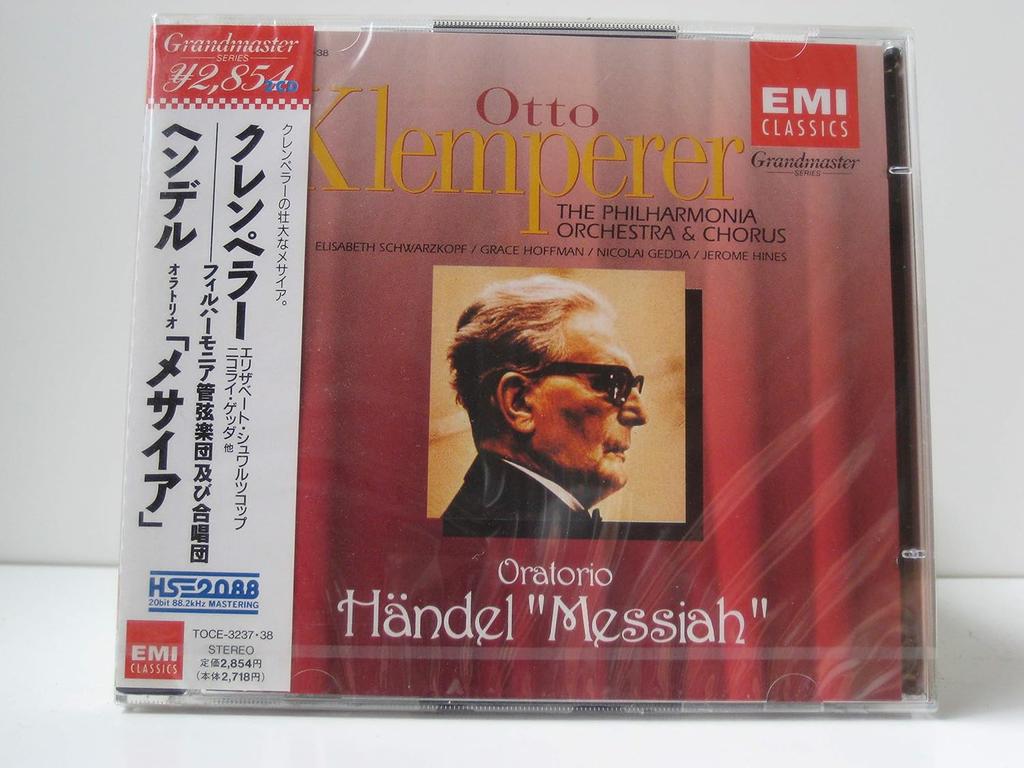 Grandmaster
SERIES
¥2,854
2CD
クレンペラーの壮大なメサイア。
クレンペラー
エリザベート・シュワルツコップ
ニコライ・ゲッダ 他
フィルハーモニア管弦楽団及び合唱団
ヘンデル
オラトリオ「メサイア」
HS-2088
20bit 88.2kHz MASTERING
EMI
CLASSICS
TOCE-3237・38
STEREO
定価2,854円
(本体2,718円)
・38
Otto
Klemperer
EMI
CLASSICS
Grandmaster
SERIES
THE PHILHARMONIA
ORCHESTRA & CHORUS
ELISABETH SCHWARZKOPF / GRACE HOFFMAN / NICOLAI GEDDA / JEROME HINES
Oratorio
Händel "Messiah"